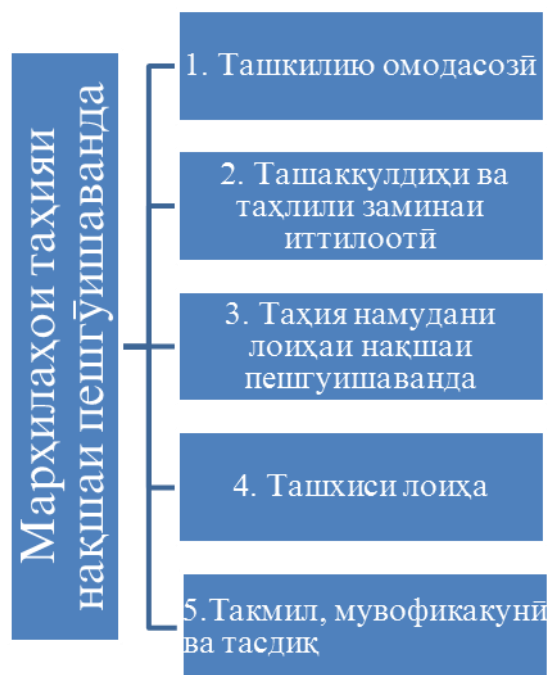 Марҳилаҳои таҳияи
нақшаи пешгӯишаванда
1. Ташкилию омодасозӣ
2. Ташаккулдиҳи ва
таҳлили заминаи
иттилоотӣ
3. Таҳия намудани
лоиҳаи нақшаи
пешгуишаванда
4. Ташхиси лоиҳа
5.Такмил, мувофикакунӣ
ва тасдиқ